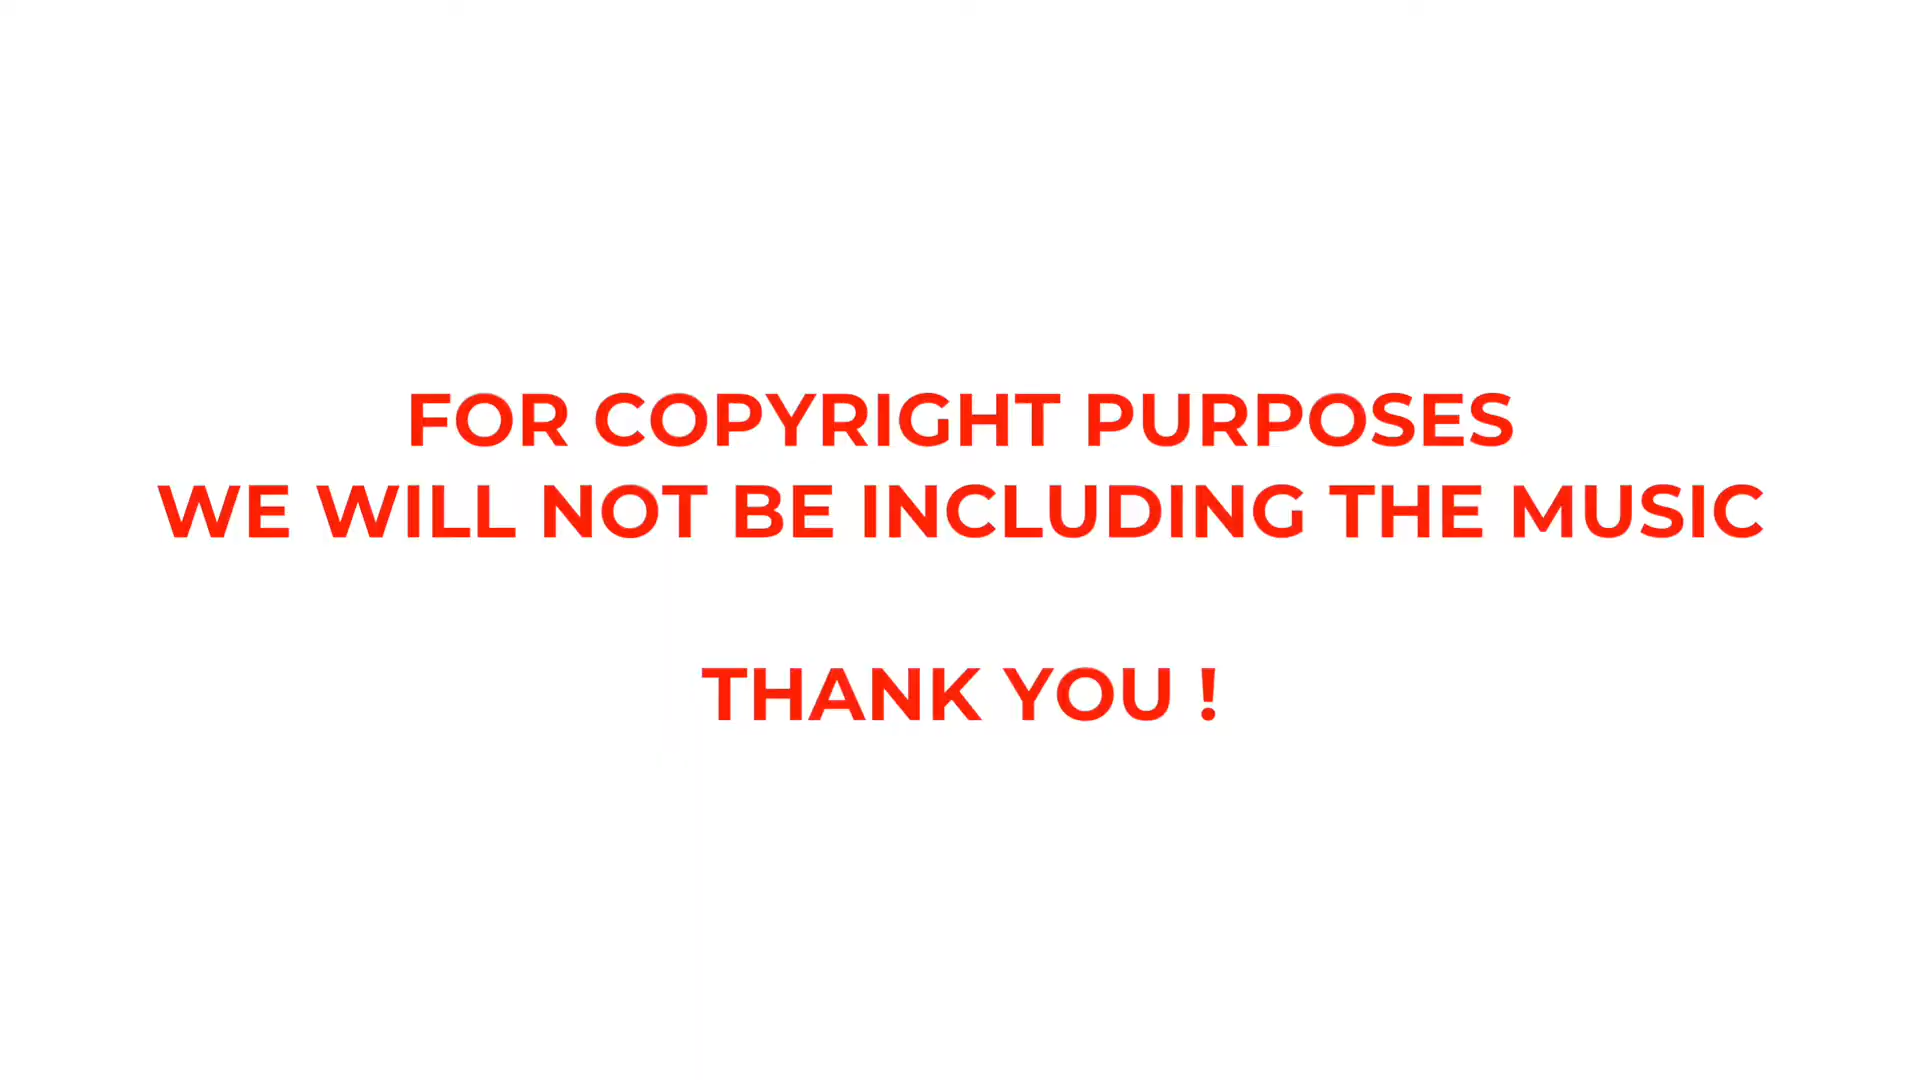 FOR COPYRIGHT PURPOSES
WE WILL NOT BE INCLUDING THE MUSIC
THANK YOU !